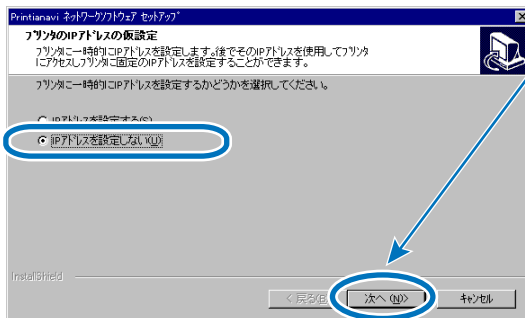 Printianavi ネットワークソフトウェア セットアップ
プリンタのIPアドレスの仮設定
プリンタに一時的にIPアドレスを設定します。後でそのIPアドレスを使用してプリンタ
にアクセスしプリンタに固定のIPアドレスを設定することができます。
プリンタに一時的にIPアドレスを設定するかどうかを選択してください。
IPアドレスを設定する(S)
IPアドレスを設定しない(U)
InstallShield
< 戻る(B)
次へ(N)>
キャンセル